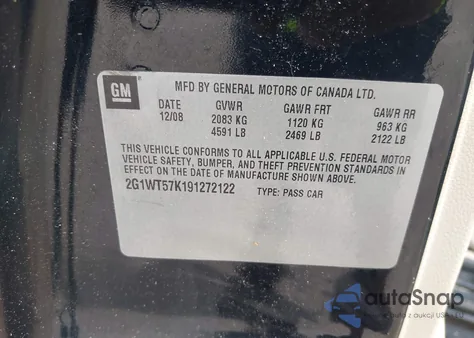 GM
MFD BY GENERAL MOTORS OF CANADA LTD.
DATE GVWR GAWR FRT GAWR RR
12/08 2083 KG 1120 KG 963 KG
4591 LB 2469 LB 2122 LB
THIS VEHICLE CONFORMS TO ALL APPLICABLE U.S. FEDERAL MOTOR
VEHICLE SAFETY, BUMPER, AND THEFT PREVENTION STANDARDS IN
EFFECT ON THE DATE OF MANUFACTURE SHOWN ABOVE.
2G1WT57K191272122 TYPE: PASS CAR
autoSnap
auto z aukcji USA